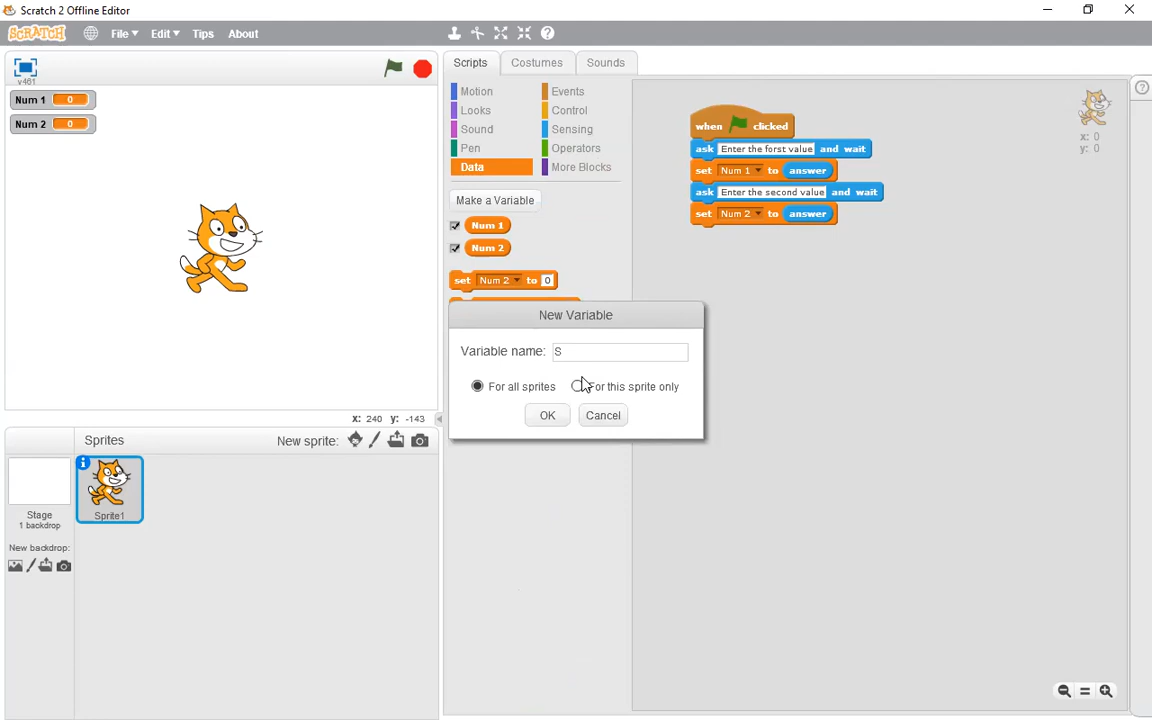 Scratch 2 Offline Editor
SCRATCH File Edit Tips About
v461
Num 1 0
Num 2 0
x: 240 y: -143
Sprites New sprite:
Sprite1
Stage
1 backdrop
New backdrop:
Scripts Costumes Sounds
Motion Events
Looks Control
Sound Sensing
Pen Operators
Data More Blocks
Make a Variable
Num 1
Num 2
set Num 2 to 0
New Variable
Variable name: S
For all sprites For this sprite only
OK Cancel
when clicked
ask Enter the forst value and wait
set Num 1 to answer
ask Enter the second value and wait
set Num 2 to answer
x: 0
y: 0